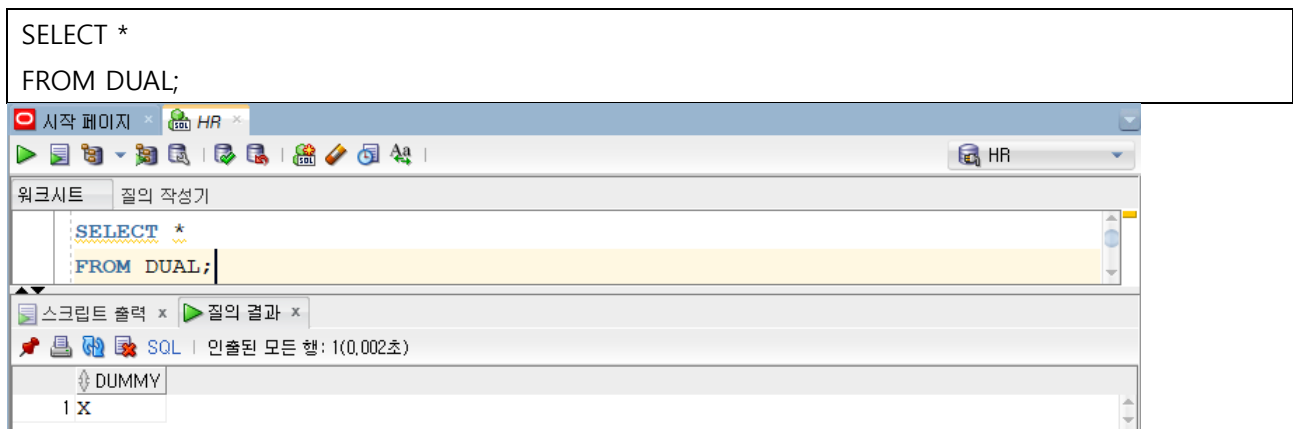 SELECT *
FROM DUAL;
시작 페이지 × HR ×
HR
워크시트 질의 작성기
SELECT *
FROM DUAL;
스크립트 출력 x 질의 결과 x
SQL | 인출된 모든 행: 1(0,002초)
DUMMY
1 X